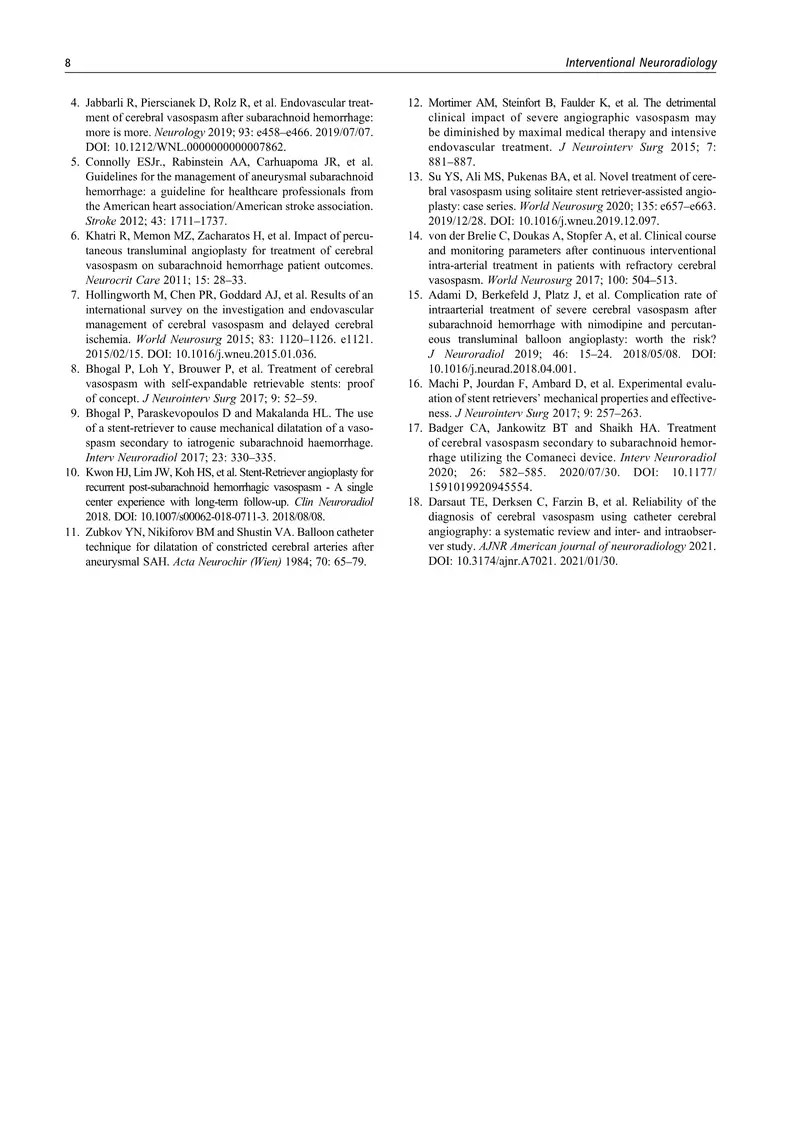 8
Interventional Neuroradiology
4. Jabbarli R, Pierscianek D, Rolz R, et al. Endovascular treat-
ment of cerebral vasospasm after subarachnoid hemorrhage:
more is more. Neurology 2019; 93: e458–e466. 2019/07/07.
DOI: 10.1212/WNL.0000000000007862.
5. Connolly ESJr., Rabinstein AA, Carhuapoma JR, et al.
Guidelines for the management of aneurysmal subarachnoid
hemorrhage: a guideline for healthcare professionals from
the American heart association/American stroke association.
Stroke 2012; 43: 1711–1737.
6. Khatri R, Memon MZ, Zacharatos H, et al. Impact of percu-
taneous transluminal angioplasty for treatment of cerebral
vasospasm on subarachnoid hemorrhage patient outcomes.
Neurocrit Care 2011; 15: 28–33.
7. Hollingworth M, Chen PR, Goddard AJ, et al. Results of an
international survey on the investigation and endovascular
management of cerebral vasospasm and delayed cerebral
ischemia. World Neurosurg 2015; 83: 1120–1126. e1121.
2015/02/15. DOI: 10.1016/j.wneu.2015.01.036.
8. Bhogal P, Loh Y, Brouwer P, et al. Treatment of cerebral
vasospasm with self-expandable retrievable stents: proof
of concept. J Neurointerv Surg 2017; 9: 52–59.
9. Bhogal P, Paraskevopoulos D and Makalanda HL. The use
of a stent-retriever to cause mechanical dilatation of a vaso-
spasm secondary to iatrogenic subarachnoid haemorrhage.
Interv Neuroradiol 2017; 23: 330–335.
10. Kwon HJ, Lim JW, Koh HS, et al. Stent-Retriever angioplasty for
recurrent post-subarachnoid hemorrhagic vasospasm - A single
center experience with long-term follow-up. Clin Neuroradiol
2018. DOI: 10.1007/s00062-018-0711-3. 2018/08/08.
11. Zubkov YN, Nikiforov BM and Shustin VA. Balloon catheter
technique for dilatation of constricted cerebral arteries after
aneurysmal SAH. Acta Neurochir (Wien) 1984; 70: 65–79.
12. Mortimer AM, Steinfort B, Faulder K, et al. The detrimental
clinical impact of severe angiographic vasospasm may
be diminished by maximal medical therapy and intensive
endovascular treatment. J Neurointerv Surg 2015; 7:
881–887.
13. Su YS, Ali MS, Pukenas BA, et al. Novel treatment of cere-
bral vasospasm using solitaire stent retriever-assisted angio-
plasty: case series. World Neurosurg 2020; 135: e657–e663.
2019/12/28. DOI: 10.1016/j.wneu.2019.12.097.
14. von der Brelie C, Doukas A, Stopfer A, et al. Clinical course
and monitoring parameters after continuous interventional
intra-arterial treatment in patients with refractory cerebral
vasospasm. World Neurosurg 2017; 100: 504–513.
15. Adami D, Berkefeld J, Platz J, et al. Complication rate of
intraarterial treatment of severe cerebral vasospasm after
subarachnoid hemorrhage with nimodipine and percutan-
eous transluminal balloon angioplasty: worth the risk?
J Neuroradiol 2019; 46: 15–24. 2018/05/08. DOI:
10.1016/j.neurad.2018.04.001.
16. Machi P, Jourdan F, Ambard D, et al. Experimental evalu-
ation of stent retrievers’ mechanical properties and effective-
ness. J Neurointerv Surg 2017; 9: 257–263.
17. Badger CA, Jankowitz BT and Shaikh HA. Treatment
of cerebral vasospasm secondary to subarachnoid hemor-
rhage utilizing the Comaneci device. Interv Neuroradiol
2020; 26: 582–585. 2020/07/30. DOI: 10.1177/
1591019920945554.
18. Darsaut TE, Derksen C, Farzin B, et al. Reliability of the
diagnosis of cerebral vasospasm using catheter cerebral
angiography: a systematic review and inter- and intraobser-
ver study. AJNR American journal of neuroradiology 2021.
DOI: 10.3174/ajnr.A7021. 2021/01/30.